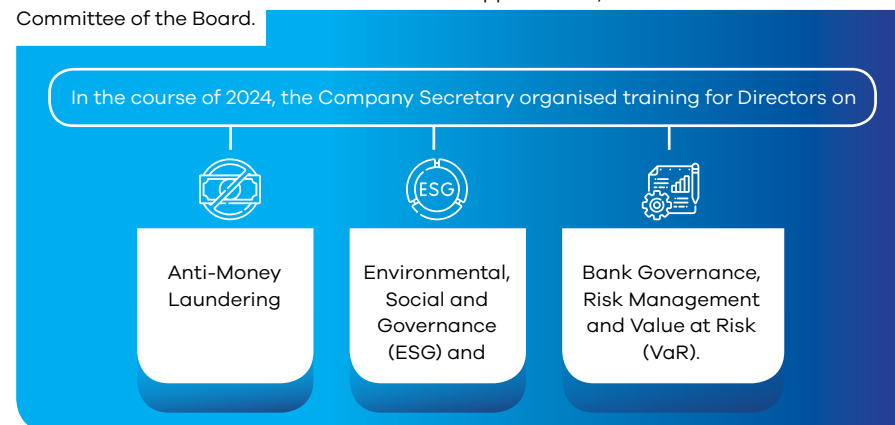 Committee of the Board.
In the course of 2024, the Company Secretary organised training for Directors on
ESG
Anti-Money
Laundering
Environmental,
Social and
Governance
(ESG) and
Bank Governance,
Risk Management
and Value at Risk
(VaR).